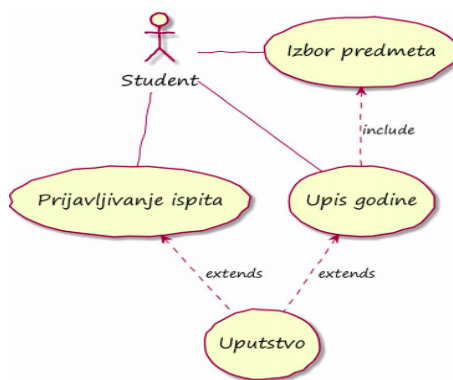 Izbor predmeta
Student
include
Prijavljivanje ispita
Upis godine
extends
extends
Uputstvo